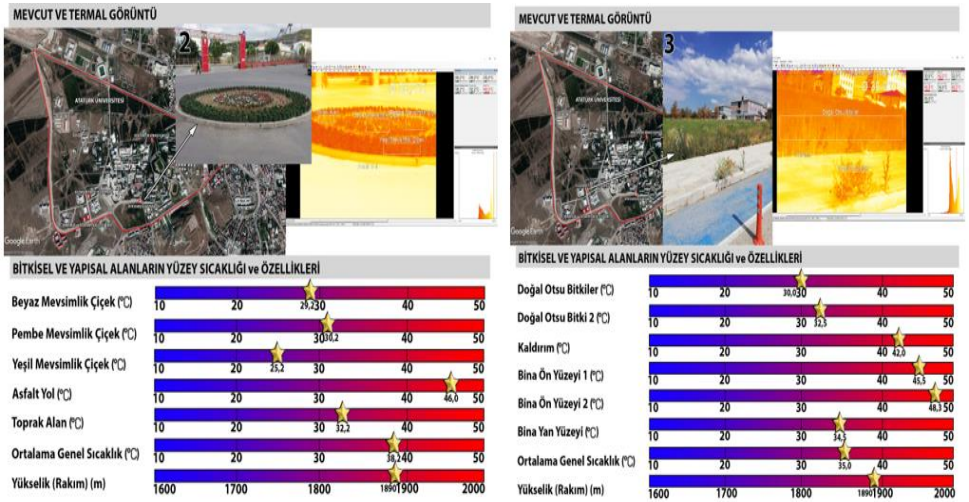 MEVCUT VE TERMAL GÖRÜNTÜ
2
ATATÜRK ÜNİVERSİTESİ
Google Earth
BİTKİSEL VE YAPISAL ALANLARIN YÜZEY SICAKLIĞI ve ÖZELLİKLERİ
Beyaz Mevsimlik Çiçek (°C)
10 20 29,2 30 40 50
Pembe Mevsimlik Çiçek (°C)
10 20 30,2 40 50
Yeşil Mevsimlik Çiçek (°C)
10 20 25,2 30 40 50
Asfalt Yol (°C)
10 20 30 40 46,0 50
Toprak Alan (°C)
10 20 30 32,2 40 50
Ortalama Genel Sıcaklık (°C)
10 20 30 38,2 40 50
Yükselik (Rakım) (m)
1600 1700 1800 1890 1900 2000
MEVCUT VE TERMAL GÖRÜNTÜ
3
ATATÜRK ÜNİVERSİTESİ
Google Earth
BİTKİSEL VE YAPISAL ALANLARIN YÜZEY SICAKLIĞI ve ÖZELLİKLERİ
Doğal Otsu Bitkiler (°C)
10 20 30,0 30 40 50
Doğal Otsu Bitki 2 (°C)
10 20 30 32,5 40 50
Kaldırım (°C)
10 20 30 40 42,0 50
Bina Ön Yüzeyi 1 (°C)
10 20 30 40 45,5 50
Bina Ön Yüzeyi 2 (°C)
10 20 30 40 48,3 50
Bina Yan Yüzeyi (°C)
10 20 30 34,5 40 50
Ortalama Genel Sıcaklık (°C)
10 20 30 35,0 40 50
Yükselik (Rakım) (m)
1600 1700 1800 1890 1900 2000